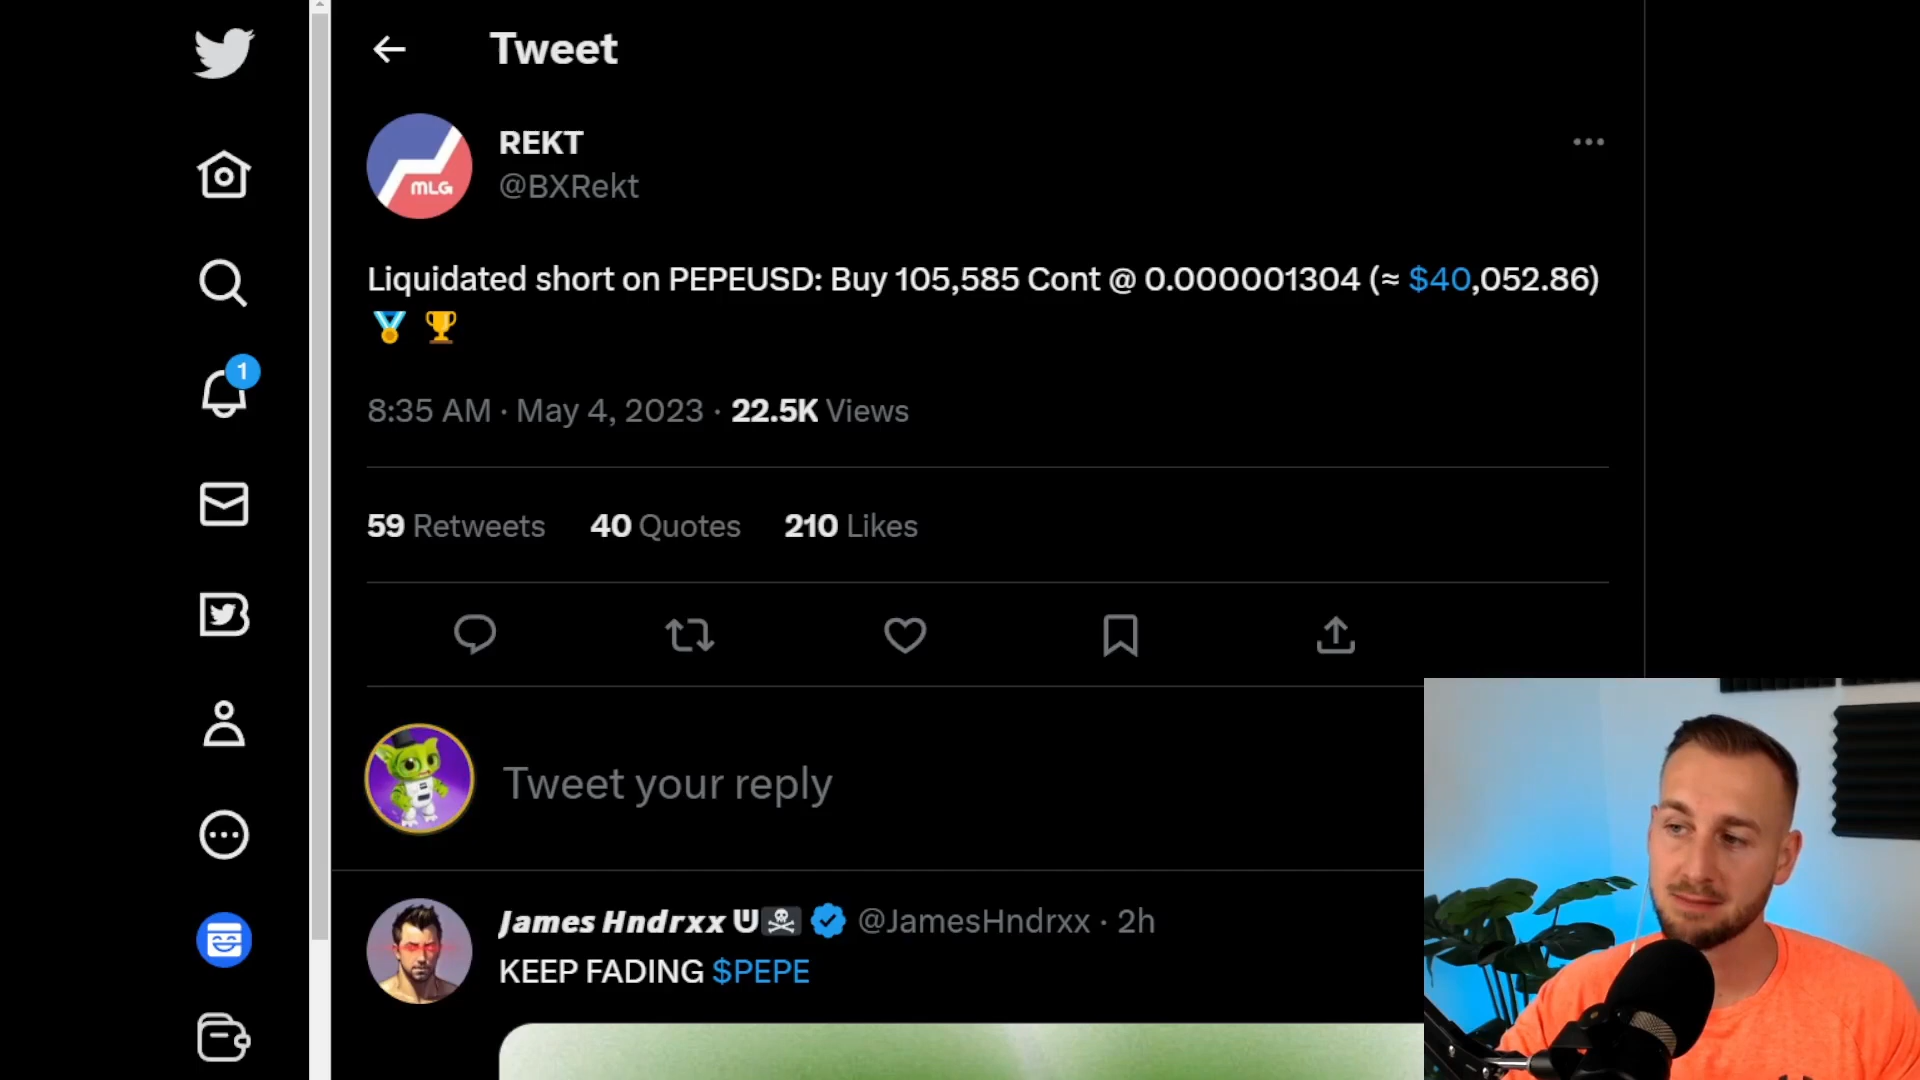 Tweet
REKT
@BXRekt
MLG
Liquidated short on PEPEUSD: Buy 105,585 Cont @ 0.000001304 (≈ $40,052.86)
🏅 🏆
8:35 AM · May 4, 2023 · 22.5K Views
59 Retweets 40 Quotes 210 Likes
1
Tweet your reply
James Hndrxx @JamesHndrxx · 2h
KEEP FADING $PEPE